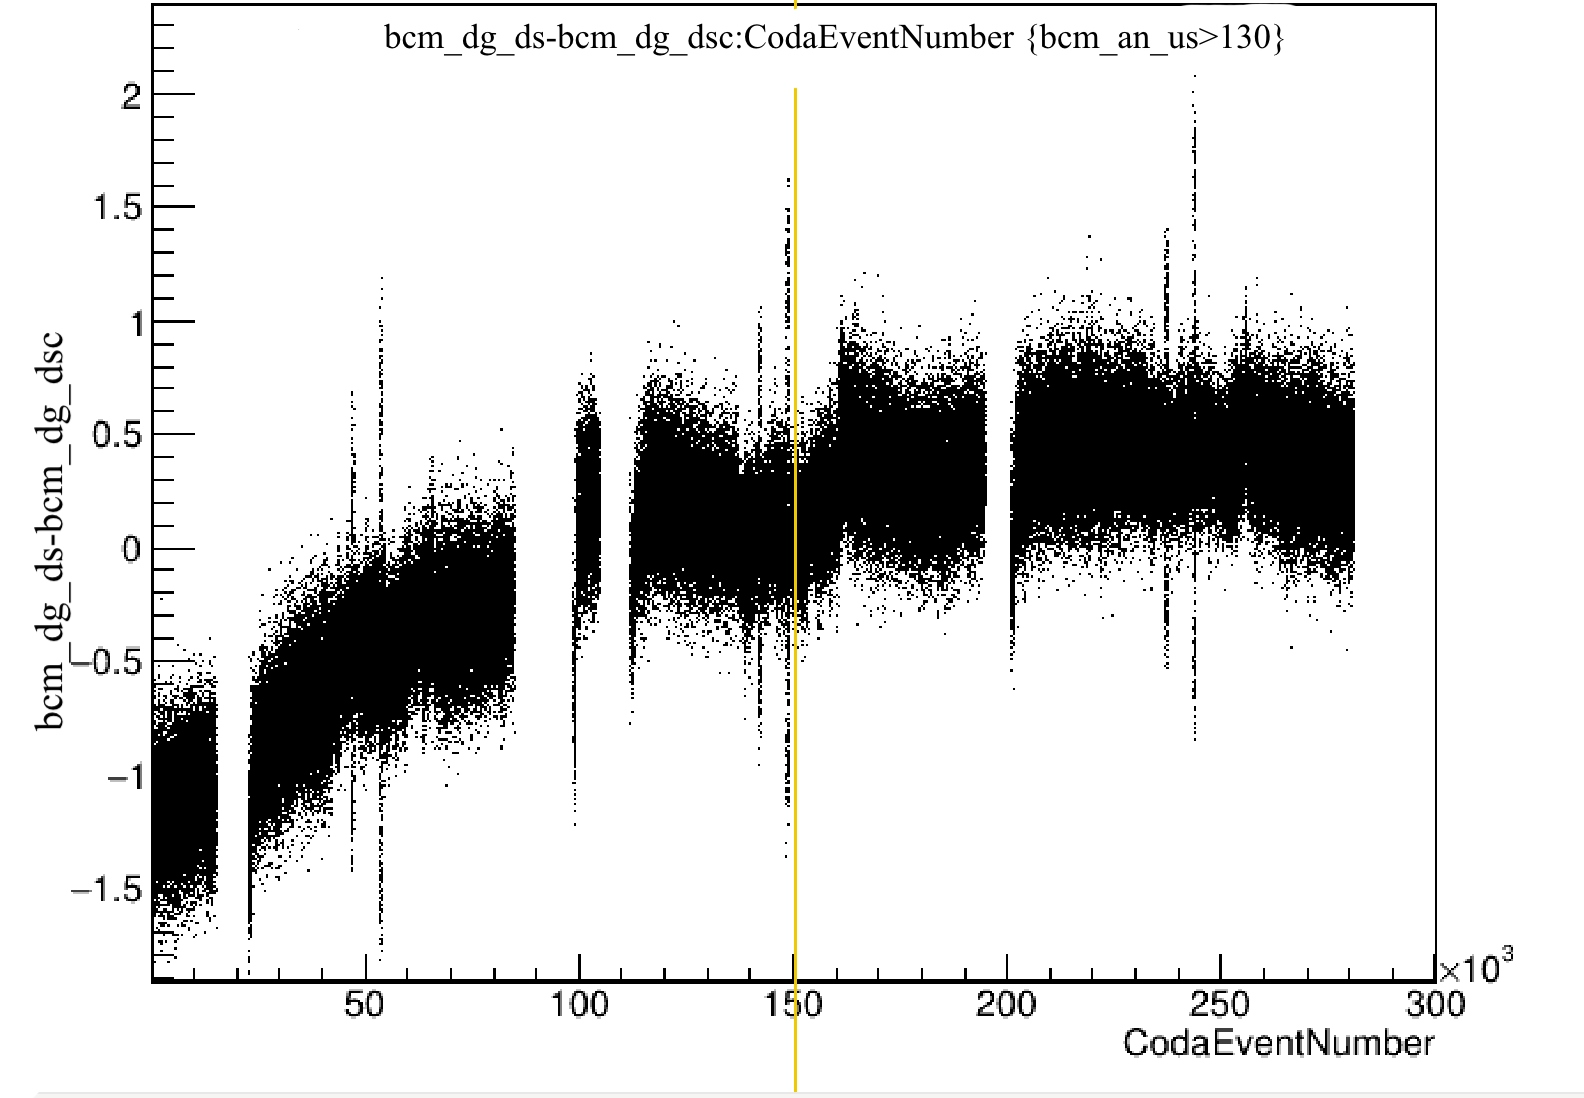 bcm_dg_ds-bcm_dg_dsc:CodaEventNumber {bcm_an_us>130}
bcm_dg_ds-bcm_dg_dsc
2
1.5
1
0.5
0
−0.5
−1
−1.5
50 100 150 200 250 300
×10³
CodaEventNumber